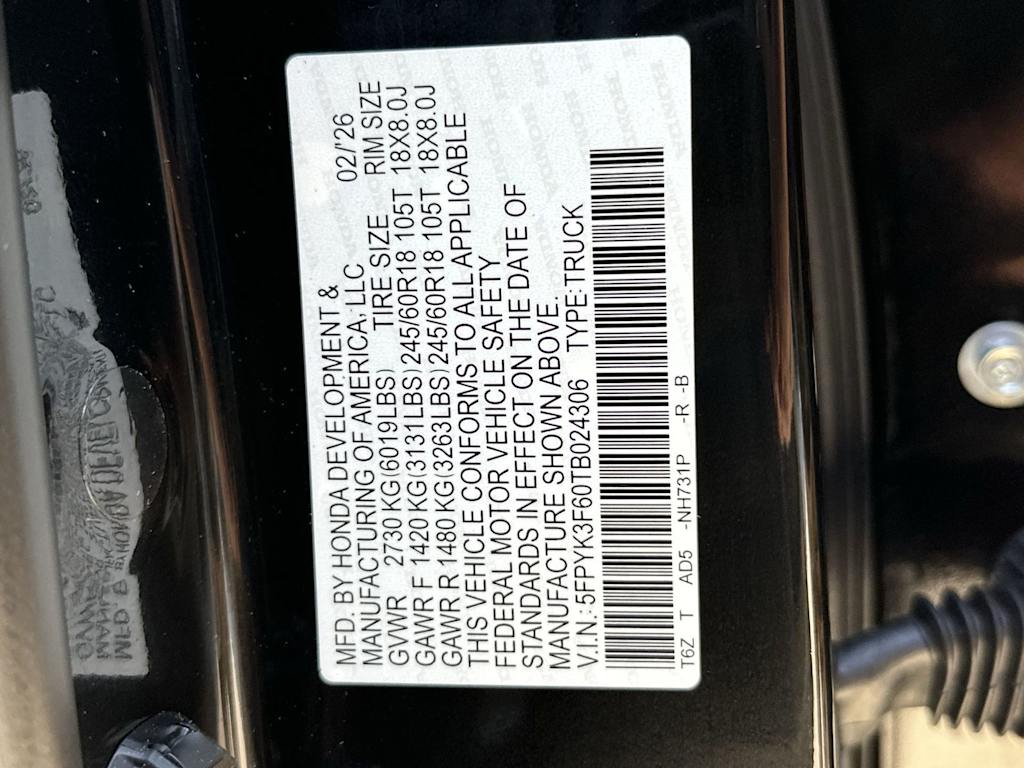 MFD. BY HONDA DEVELOPMENT &
MANUFACTURING OF AMERICA, LLC 02/'26
GVWR 2730 KG(6019LBS) TIRE SIZE RIM SIZE
GAWR F 1420 KG(3131LBS) 245/60R18 105T 18X8.0J
GAWR R 1480 KG(3263LBS) 245/60R18 105T 18X8.0J
THIS VEHICLE CONFORMS TO ALL APPLICABLE
FEDERAL MOTOR VEHICLE SAFETY
STANDARDS IN EFFECT ON THE DATE OF
MANUFACTURE SHOWN ABOVE.
V.I.N.: 5FPYK3F60TB024306 TYPE:TRUCK
T6Z T AD5 -NH731P -R -B